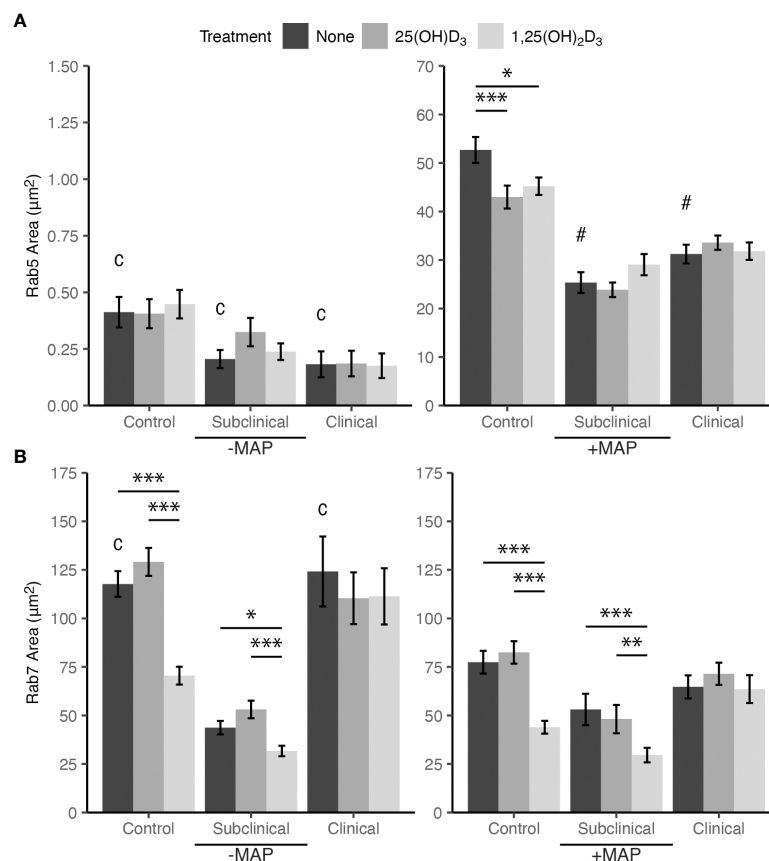 A
Treatment None 25(OH)D₃ 1,25(OH)₂D₃
Rab5 Area (µm²)
1.50
1.25
1.00
0.75
0.50
0.25
0.00
C
C
C
Control Subclinical Clinical
-MAP
70
60
50
40
30
20
10
0
*
***
#
#
Control Subclinical Clinical
+MAP
B
Rab7 Area (µm²)
175
150
125
100
75
50
25
0
***
***
C
*
***
C
Control Subclinical Clinical
-MAP
175
150
125
100
75
50
25
0
***
***
***
**
Control Subclinical Clinical
+MAP